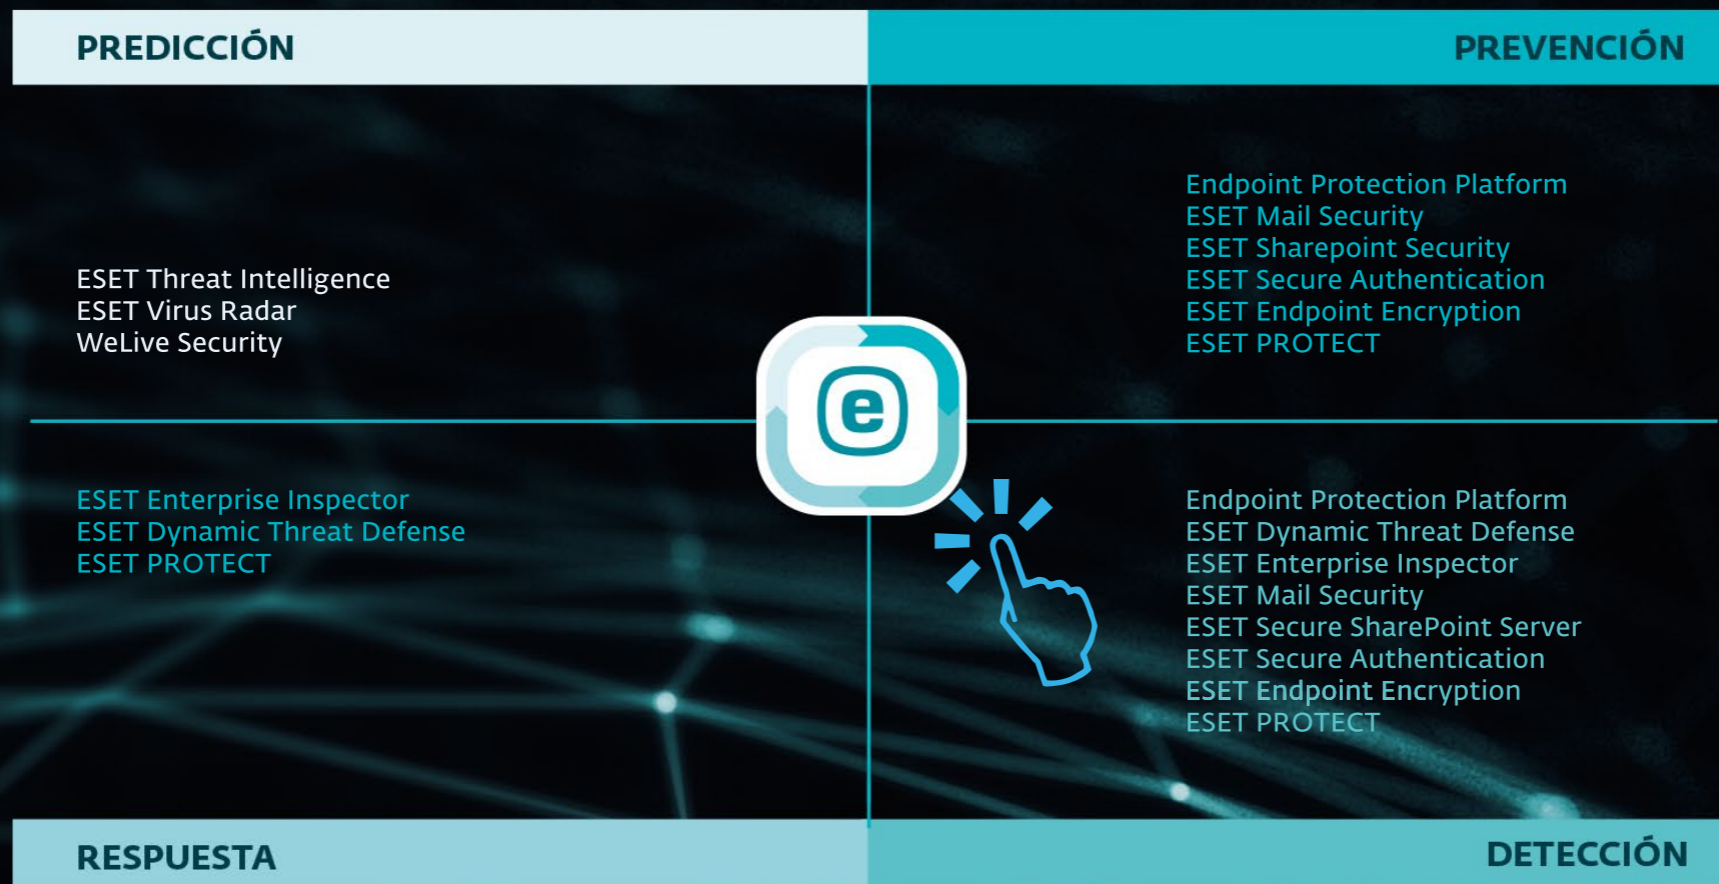 PREDICCIÓN
PREVENCIÓN
ESET Threat Intelligence
ESET Virus Radar
WeLive Security
Endpoint Protection Platform
ESET Mail Security
ESET Sharepoint Security
ESET Secure Authentication
ESET Endpoint Encryption
ESET PROTECT
e
ESET Enterprise Inspector
ESET Dynamic Threat Defense
ESET PROTECT
Endpoint Protection Platform
ESET Dynamic Threat Defense
ESET Enterprise Inspector
ESET Mail Security
ESET Secure SharePoint Server
ESET Secure Authentication
ESET Endpoint Encryption
ESET PROTECT
RESPUESTA
DETECCIÓN